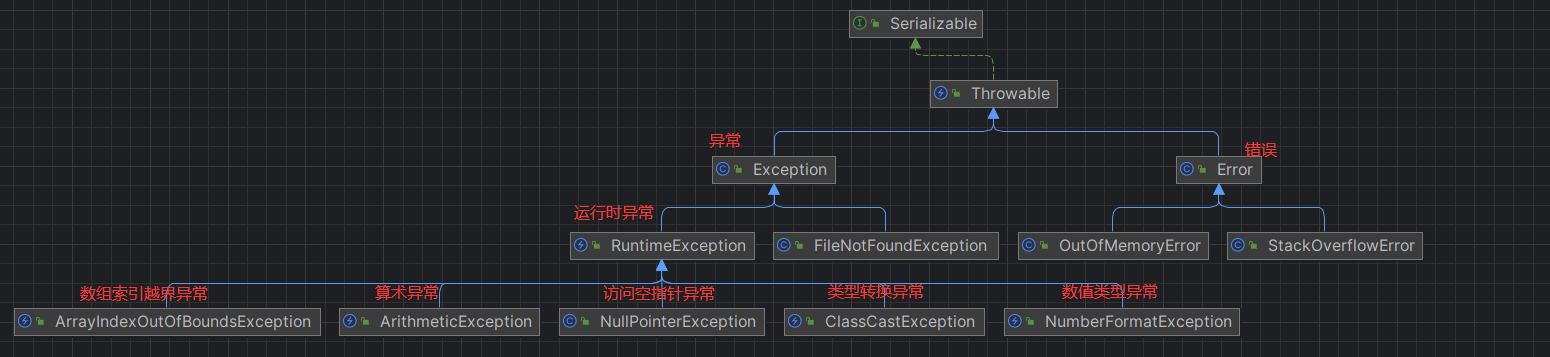 Serializable
Throwable
异常
错误
Exception
Error
运行时异常
RuntimeException
FileNotFoundException
OutOfMemoryError
StackOverflowError
数组索引越界异常
算术异常
访问空指针异常
类型转换异常
数值类型异常
ArrayIndexOutOfBoundsException
ArithmeticException
NullPointerException
ClassCastException
NumberFormatException